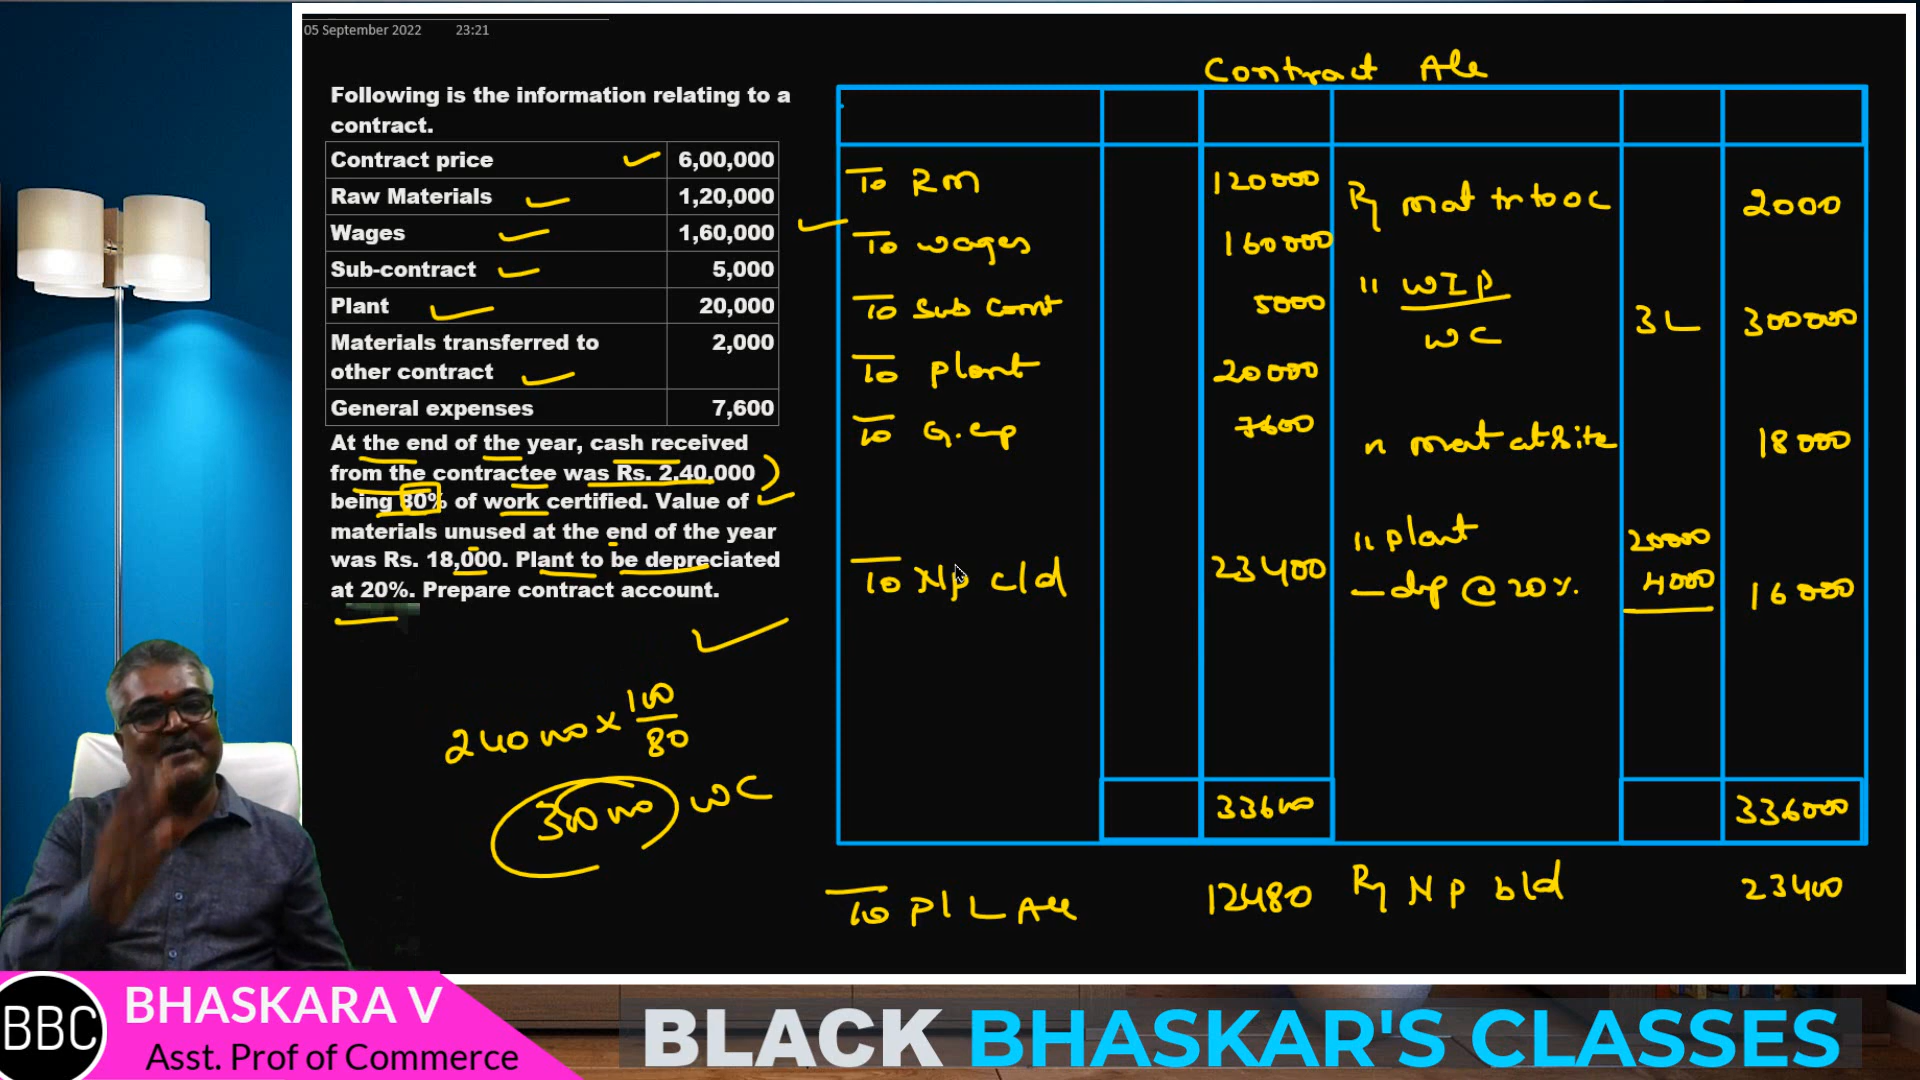 05 September 2022 23:21
Following is the information relating to a
contract.
Contract price 6,00,000
Raw Materials 1,20,000
Wages 1,60,000
Sub-contract 5,000
Plant 20,000
Materials transferred to
other contract 2,000
General expenses 7,600
At the end of the year, cash received
from the contractee was Rs. 2,40,000
being 80% of work certified. Value of
materials unused at the end of the year
was Rs. 18,000. Plant to be depreciated
at 20%. Prepare contract account.
240000 × 100/80
300000 WC
Contract A/c
To RM 120000 By mat tr to oc 2000
To wages 160000
To Sub Cont 5000 " WIP
WC 3L 300000
To plant 20000
To G.exp 7600 " mat at site 18000
" plant 20000
To NP c/d 23400 - dep @ 20% 4000 16000
336000 336000
To P/L A/c 12480 By NP b/d 23400
BBC
BHASKARA V
Asst. Prof of Commerce
BLACK BHASKAR'S CLASSES